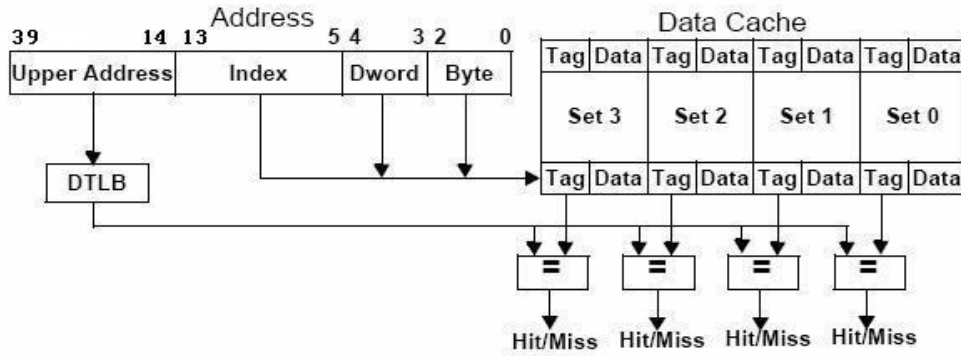 Address
39 14 13 5 4 3 2 0
Upper Address Index Dword Byte
DTLB
Data Cache
Tag Data Tag Data Tag Data Tag Data
Set 3 Set 2 Set 1 Set 0
Tag Data Tag Data Tag Data Tag Data
= = = =
Hit/Miss Hit/Miss Hit/Miss Hit/Miss